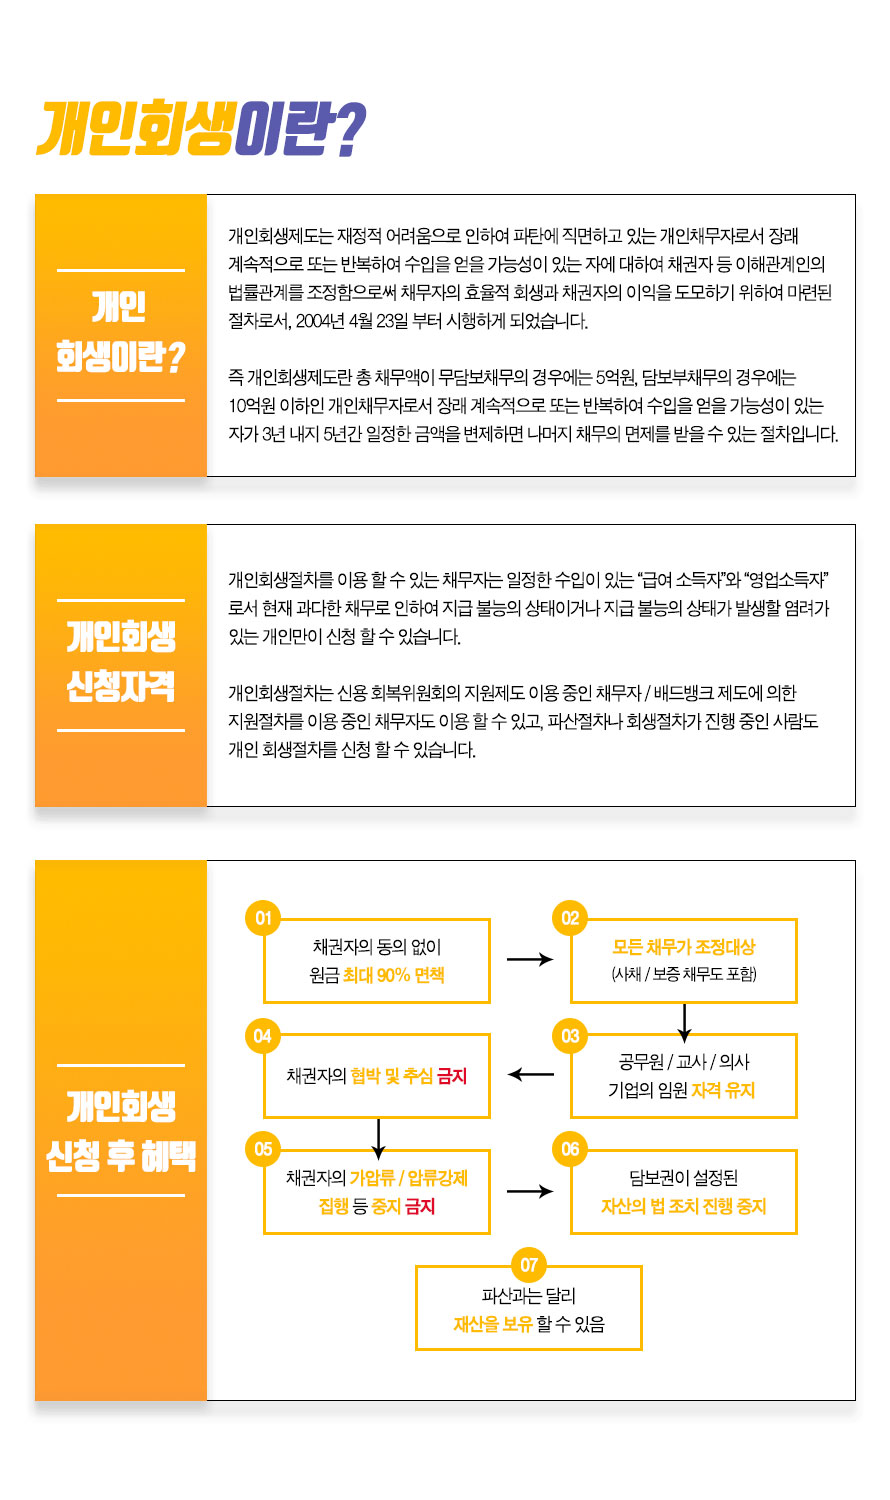 개인회생이란?
개인
회생이란?
개인회생제도는 재정적 어려움으로 인하여 파탄에 직면하고 있는 개인채무자로서 장래
계속적으로 또는 반복하여 수입을 얻을 가능성이 있는 자에 대하여 채권자 등 이해관계인의
법률관계를 조정함으로써 채무자의 효율적 회생과 채권자의 이익을 도모하기 위하여 마련된
절차로서, 2004년 4월 23일 부터 시행하게 되었습니다.
즉 개인회생제도란 총 채무액이 무담보채무의 경우에는 5억원, 담보부채무의 경우에는
10억원 이하인 개인채무자로서 장래 계속적으로 또는 반복하여 수입을 얻을 가능성이 있는
자가 3년 내지 5년간 일정한 금액을 변제하면 나머지 채무의 면제를 받을 수 있는 절차입니다.
개인회생
신청자격
개인회생절차를 이용 할 수 있는 채무자는 일정한 수입이 있는 “급여 소득자”와 “영업소득자”
로서 현재 과다한 채무로 인하여 지급 불능의 상태이거나 지급 불능의 상태가 발생할 염려가
있는 개인만이 신청 할 수 있습니다.
개인회생절차는 신용 회복위원회의 지원제도 이용 중인 채무자 / 배드뱅크 제도에 의한
지원절차를 이용 중인 채무자도 이용 할 수 있고, 파산절차나 회생절차가 진행 중인 사람도
개인 회생절차를 신청 할 수 있습니다.
개인회생
신청 후 혜택
01
채권자의 동의 없이
원금 최대 90% 면책
02
모든 채무가 조정대상
(사채 / 보증 채무도 포함)
03
공무원 / 교사 / 의사
기업의 임원 자격 유지
04
채권자의 협박 및 추심 금지
05
채권자의 가압류 / 압류강제
집행 등 중지 금지
06
담보권이 설정된
자산의 법 조치 진행 중지
07
파산과는 달리
재산을 보유 할 수 있음